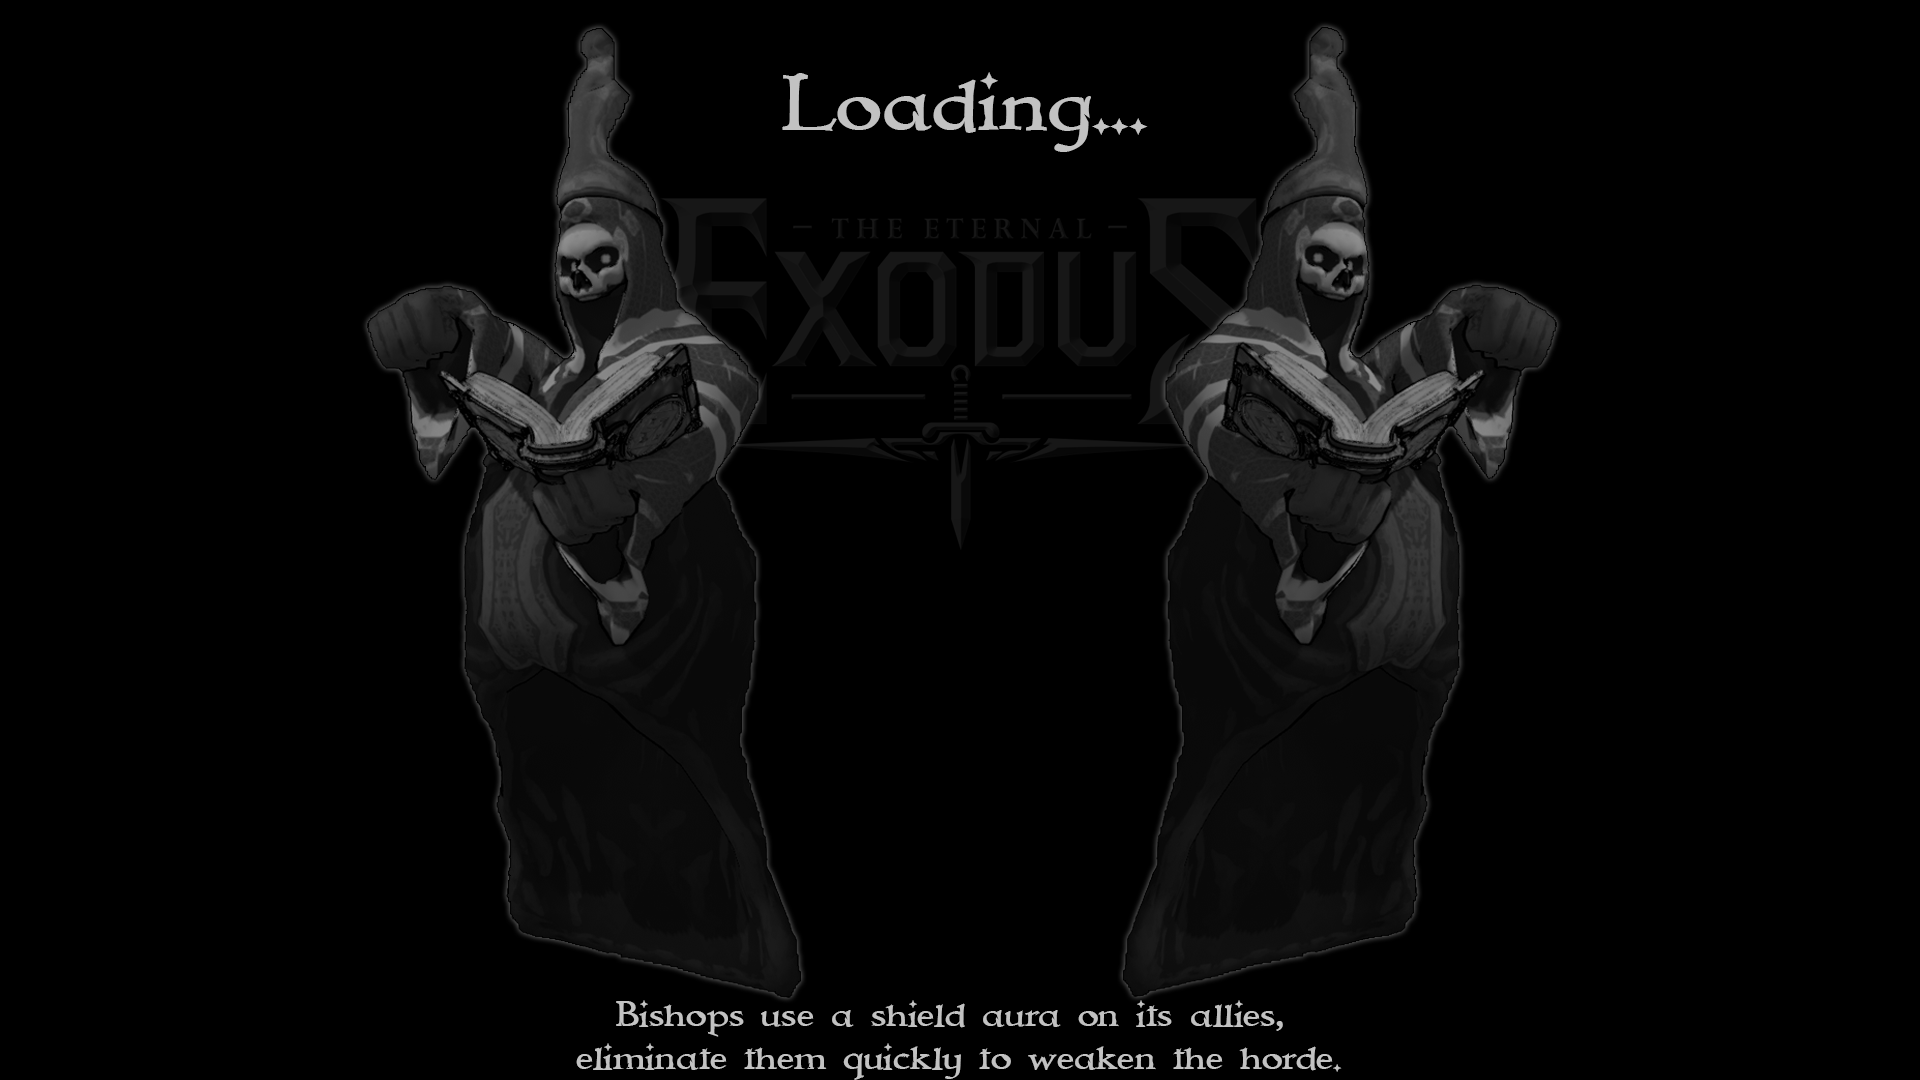 Loading...
- THE ETERNAL -
EXODUS
Bishops use a shield aura on its allies,
eliminate them quickly to weaken the horde.